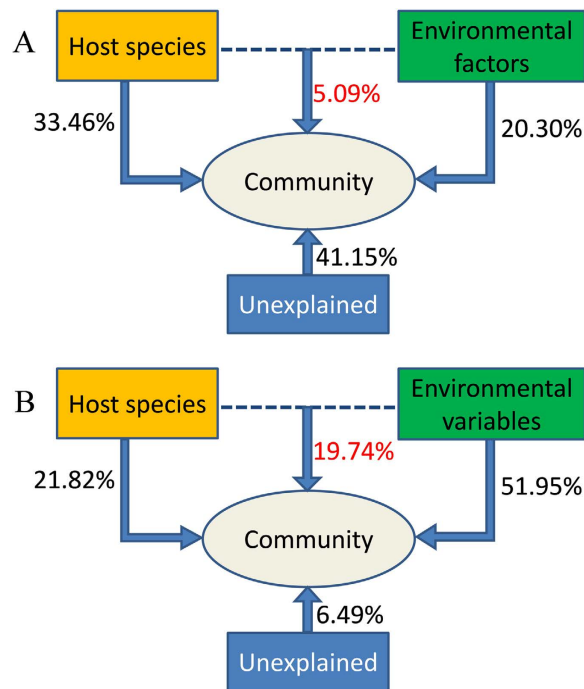 A
Host species
Environmental
factors
5.09%
33.46%
20.30%
Community
41.15%
Unexplained
B
Host species
Environmental
variables
19.74%
21.82%
51.95%
Community
6.49%
Unexplained